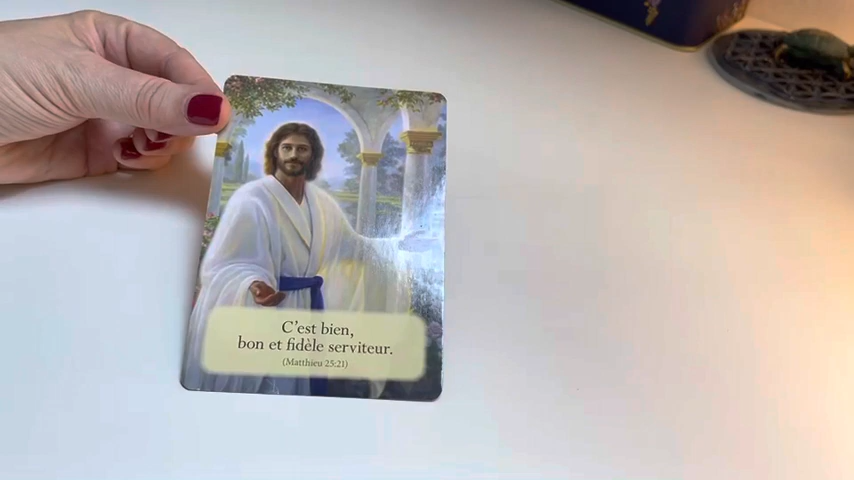 C'est bien,
bon et fidèle serviteur.
(Matthieu 25:21)